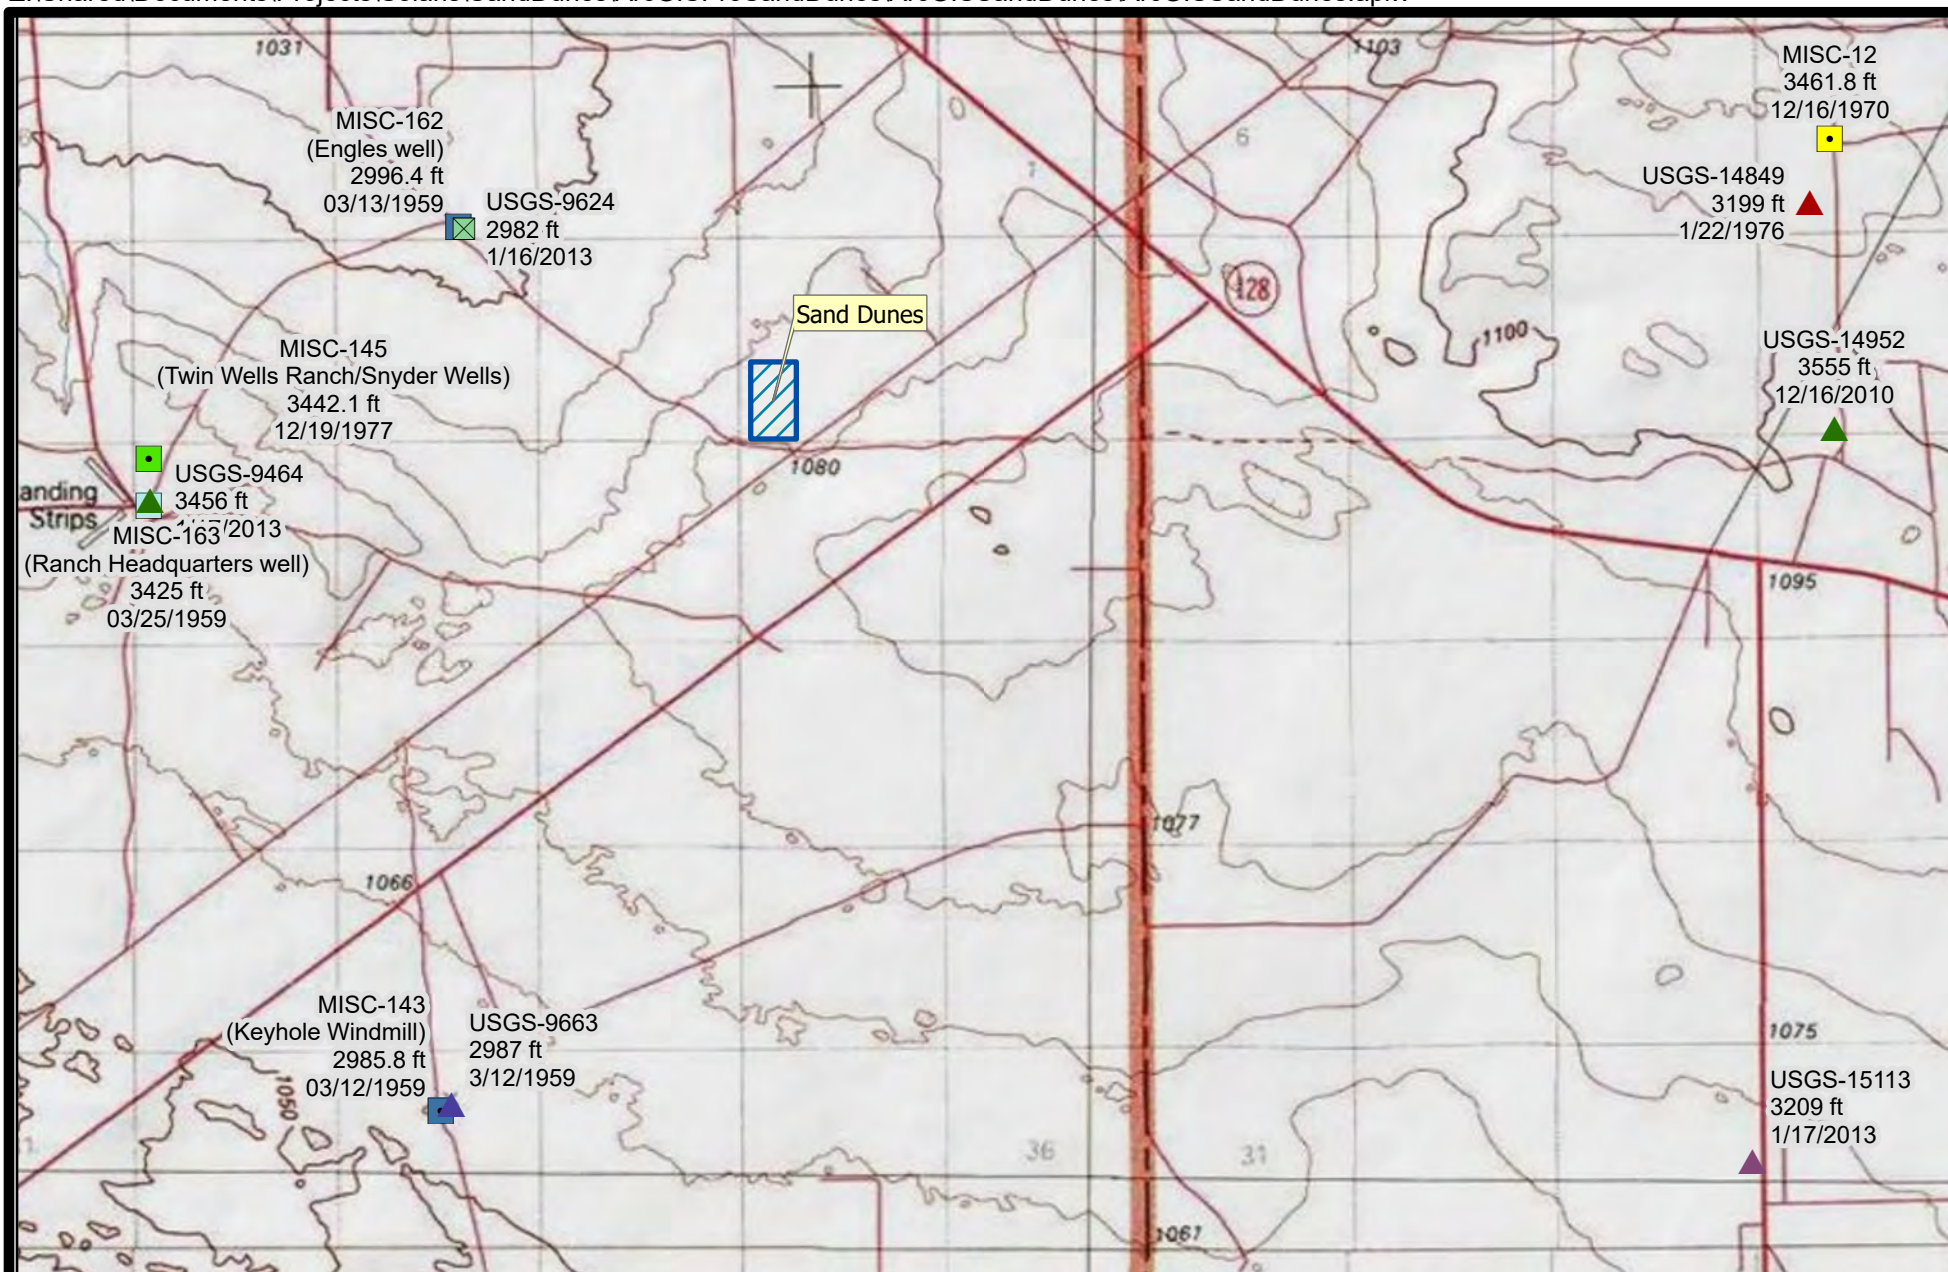 1031
1103
MISC-12
3461.8 ft
12/16/1970
MISC-162
(Engles well)
2996.4 ft
03/13/1959
6
1
USGS-9624
2982 ft
1/16/2013
USGS-14849
3199 ft
1/22/1976
128
Sand Dunes
1100
USGS-14952
3555 ft
12/16/2010
MISC-145
(Twin Wells Ranch/Snyder Wells)
3442.1 ft
12/19/1977
1080
USGS-9464
3456 ft
/2013
anding
Strips
MISC-163
(Ranch Headquarters well)
3425 ft
03/25/1959
1095
1077
1066
MISC-143
(Keyhole Windmill)
2985.8 ft
03/12/1959
USGS-9663
2987 ft
3/12/1959
1050
1075
USGS-15113
3209 ft
1/17/2013
36
31
1061